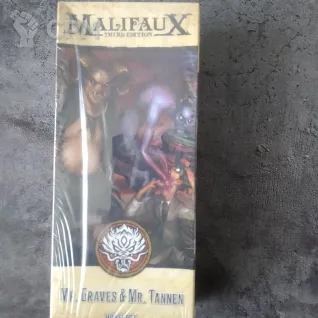 MALIFAUX
THIRD EDITION
MR. GRAVES & MR. TANNEN